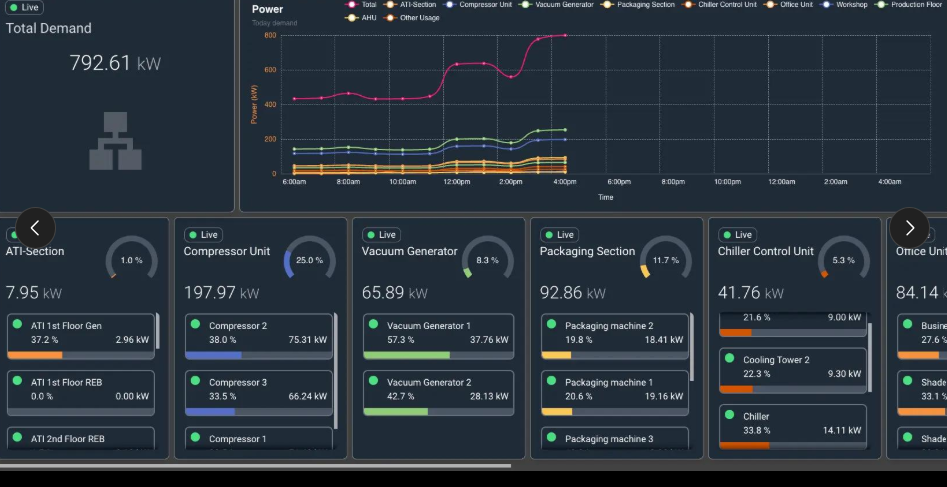 Live
Total Demand
792.61 kW
Power
Today demand
Total ATI-Section Compressor Unit Vacuum Generator Packaging Section Chiller Control Unit Office Unit Workshop Production Floor
AHU Other Usage
Power (kW)
800
600
400
200
0
6:00am 8:00am 10:00am 12:00am 2:00am 4:00pm 6:00pm 8:00pm 10:00pm 12:00am 2:00am 4:00am
Time
ATI-Section
1.0 %
7.95 kW
ATI 1st Floor Gen
37.2 % 2.96 kW
ATI 1st Floor REB
0.0 % 0.00 kW
ATI 2nd Floor REB
Live
Compressor Unit
25.0 %
197.97 kW
Compressor 2
38.0 % 75.31 kW
Compressor 3
33.5 % 66.24 kW
Compressor 1
Live
Vacuum Generator
8.3 %
65.89 kW
Vacuum Generator 1
57.3 % 37.76 kW
Vacuum Generator 2
42.7 % 28.13 kW
Live
Packaging Section
11.7 %
92.86 kW
Packaging machine 2
19.8 % 18.41 kW
Packaging machine 1
20.6 % 19.16 kW
Packaging machine 3
Live
Chiller Control Unit
5.3 %
41.76 kW
21.6 % 9.00 kW
Cooling Tower 2
22.3 % 9.30 kW
Chiller
33.8 % 14.11 kW
Office Unit
84.14
Busine
27.6 %
Shade
33.1 %
Shade